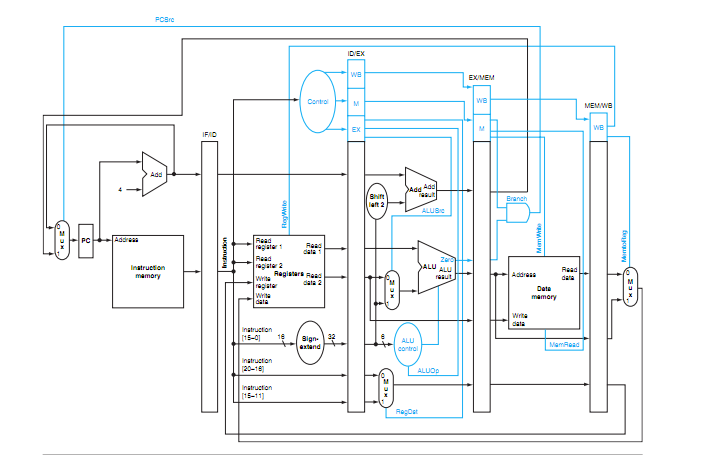 PCSrc
ID/EX
WB
EX/MEM
Control
M
WB
MEM/WB
EX
M
WB
IF/ID
Add
4
RegWrite
Shift
left 2
Add
Add
result
ALUSrc
Branch
MemWrite
MemtoReg
0
M
u
x
1
PC
Address
Instruction
memory
Instruction
Read
register 1
Read
register 2
Write
register
Write
data
Registers
Read
data 1
Read
data 2
0
M
u
x
1
Zero
ALU
ALU
result
Address
Read
data
Data
memory
Write
data
0
M
u
x
1
Instruction
[15–0]
16
Sign-
extend
32
6
ALU
control
MemRead
Instruction
[20–16]
ALUOp
Instruction
[15–11]
0
M
u
x
1
RegDst